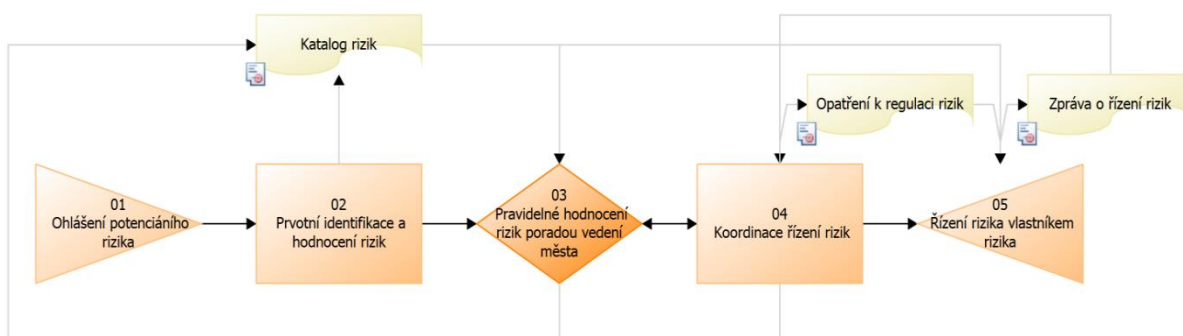 Katalog rizik
Opatření k regulaci rizik
Zpráva o řízení rizik
01
Ohlášení potenciáního
rizika
02
Prvotní identifikace a
hodnocení rizik
03
Pravidelné hodnocení
rizik poradou vedení
města
04
Koordinace řízení rizik
05
Řízení rizika vlastníkem
rizika